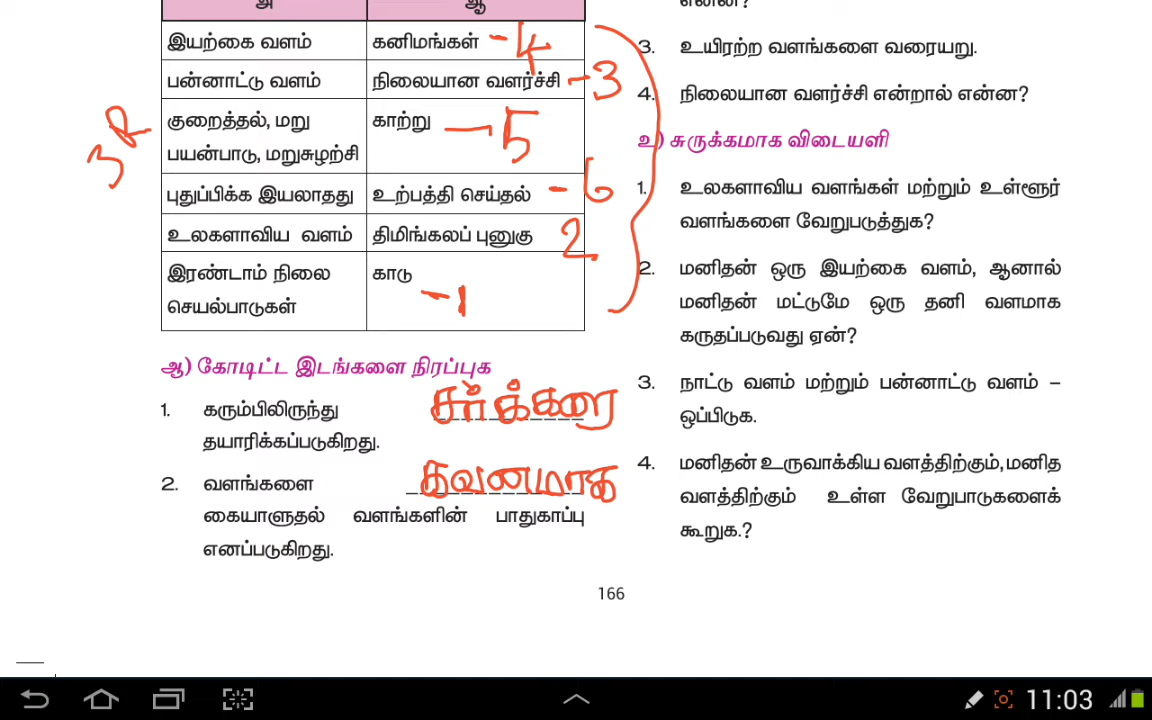 அ ஆ
இயற்கை வளம் கனிமங்கள் -4
பன்னாட்டு வளம் நிலையான வளர்ச்சி -3
குறைத்தல், மறு காற்று -5
பயன்பாடு, மறுசுழற்சி
3R
புதுப்பிக்க இயலாதது உற்பத்தி செய்தல் -6
உலகளாவிய வளம் திமிங்கலப் புனுகு 2
இரண்டாம் நிலை காடு -1
செயல்பாடுகள்
ஆ) கோடிட்ட இடங்களை நிரப்புக
1. கரும்பிலிருந்து சர்க்கரை
தயாரிக்கப்படுகிறது.
2. வளங்களை கவனமாக
கையாளுதல் வளங்களின் பாதுகாப்பு
எனப்படுகிறது.
என்ன?
3. உயிரற்ற வளங்களை வரையறு.
4. நிலையான வளர்ச்சி என்றால் என்ன?
உ) சுருக்கமாக விடையளி
1. உலகளாவிய வளங்கள் மற்றும் உள்ளூர்
வளங்களை வேறுபடுத்துக?
2. மனிதன் ஒரு இயற்கை வளம், ஆனால்
மனிதன் மட்டுமே ஒரு தனி வளமாக
கருதப்படுவது ஏன்?
3. நாட்டு வளம் மற்றும் பன்னாட்டு வளம் –
ஒப்பிடுக.
4. மனிதன் உருவாக்கிய வளத்திற்கும், மனித
வளத்திற்கும் உள்ள வேறுபாடுகளைக்
கூறுக.?
166
11:03